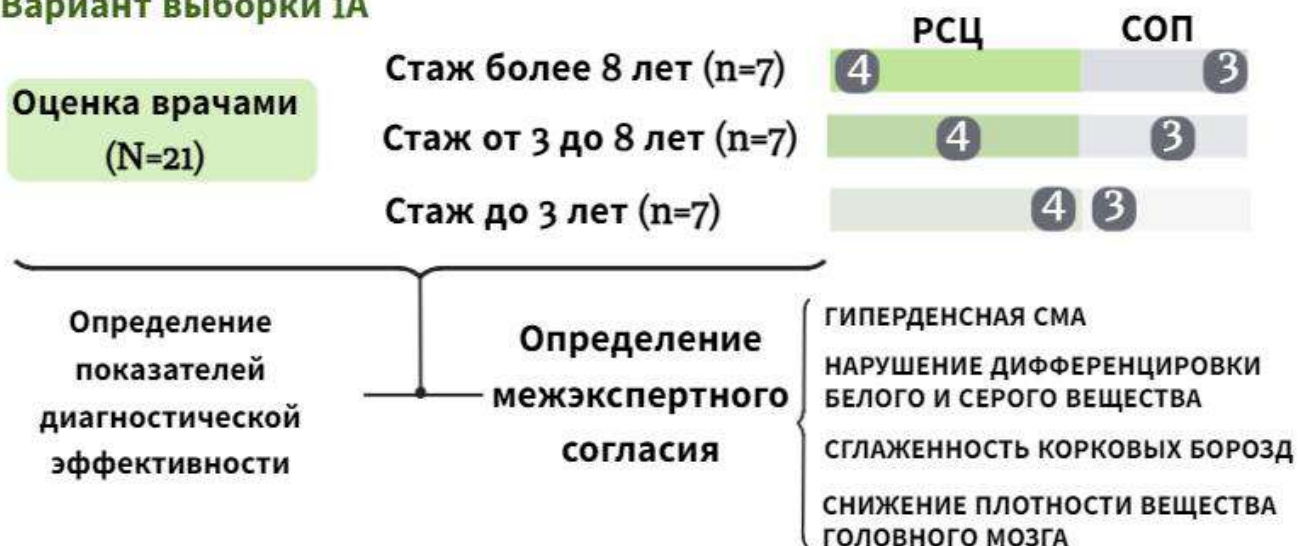 Вариант выборки 1А
РСЦ СОП
Оценка врачами
(N=21)
Стаж более 8 лет (n=7) 4 3
Стаж от 3 до 8 лет (n=7) 4 3
Стаж до 3 лет (n=7) 4 3
Определение
показателей
диагностической
эффективности
Определение
межэкспертного
согласия
ГИПЕРДЕНСНАЯ СМА
НАРУШЕНИЕ ДИФФЕРЕНЦИРОВКИ
БЕЛОГО И СЕРОГО ВЕЩЕСТВА
СГЛАЖЕННОСТЬ КОРКОВЫХ БОРОЗД
СНИЖЕНИЕ ПЛОТНОСТИ ВЕЩЕСТВА
ГОЛОВНОГО МОЗГА